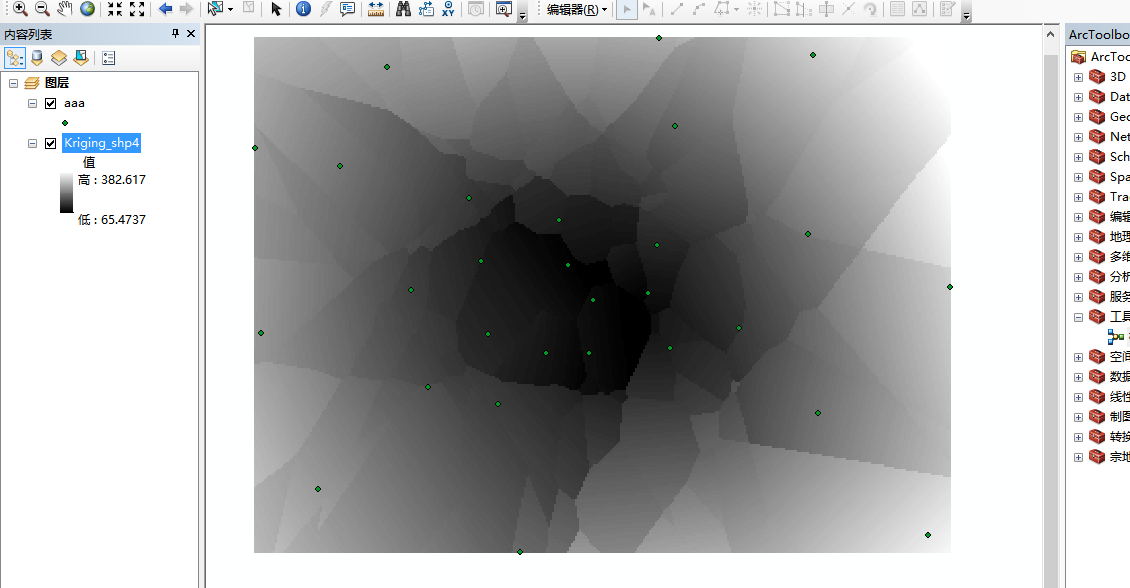 编辑器(R)
内容列表
图层
aaa
Kriging_shp4
值
高 : 382.617
低 : 65.4737
ArcToolbo
ArcToo
3D
Dat
Geo
Net
Sch
Spa
Tra
编辑
地理
多维
分析
服务
工具
空间
数据
线性
制图
转换
宗地